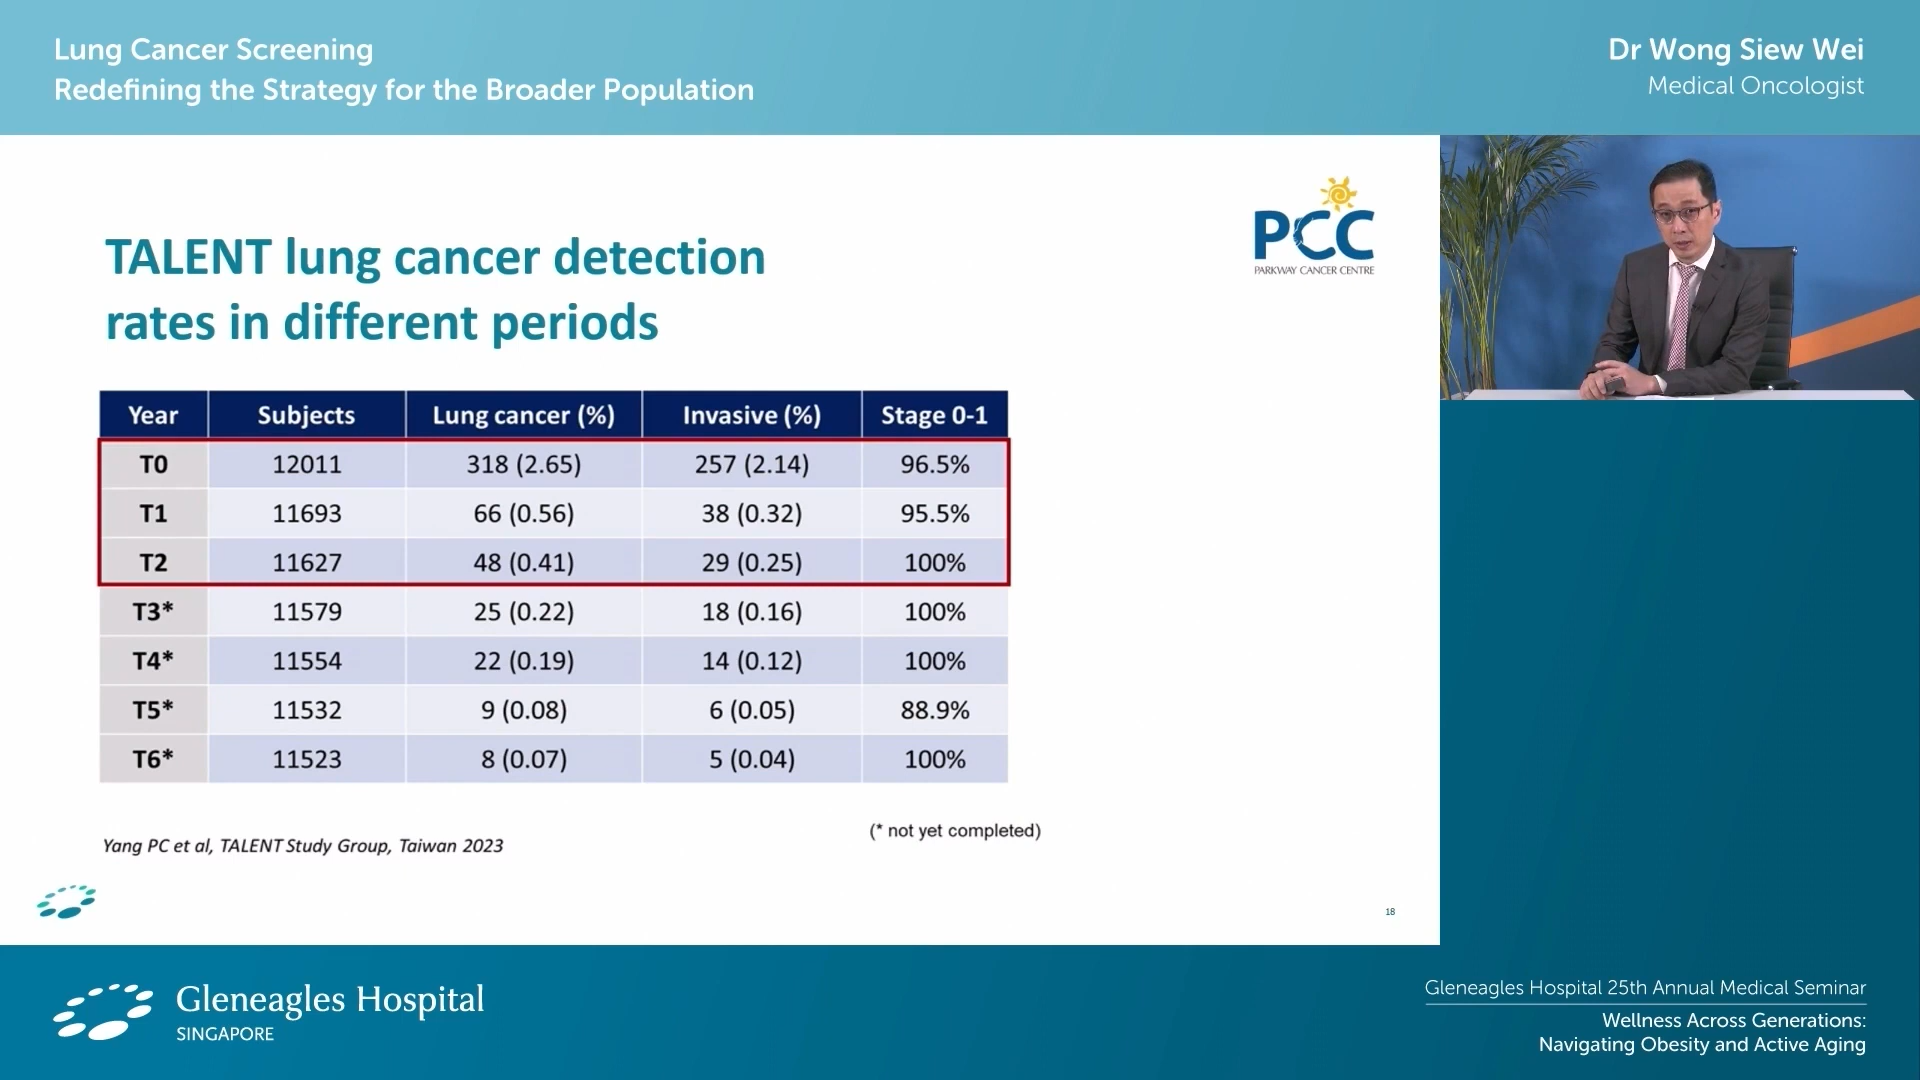 Lung Cancer Screening
Redefining the Strategy for the Broader Population
Dr Wong Siew Wei
Medical Oncologist
PCC
PARKWAY CANCER CENTRE
TALENT lung cancer detection
rates in different periods
Year Subjects Lung cancer (%) Invasive (%) Stage 0-1
T0 12011 318 (2.65) 257 (2.14) 96.5%
T1 11693 66 (0.56) 38 (0.32) 95.5%
T2 11627 48 (0.41) 29 (0.25) 100%
T3* 11579 25 (0.22) 18 (0.16) 100%
T4* 11554 22 (0.19) 14 (0.12) 100%
T5* 11532 9 (0.08) 6 (0.05) 88.9%
T6* 11523 8 (0.07) 5 (0.04) 100%
(* not yet completed)
Yang PC et al, TALENT Study Group, Taiwan 2023
18
Gleneagles Hospital
SINGAPORE
Gleneagles Hospital 25th Annual Medical Seminar
Wellness Across Generations:
Navigating Obesity and Active Aging